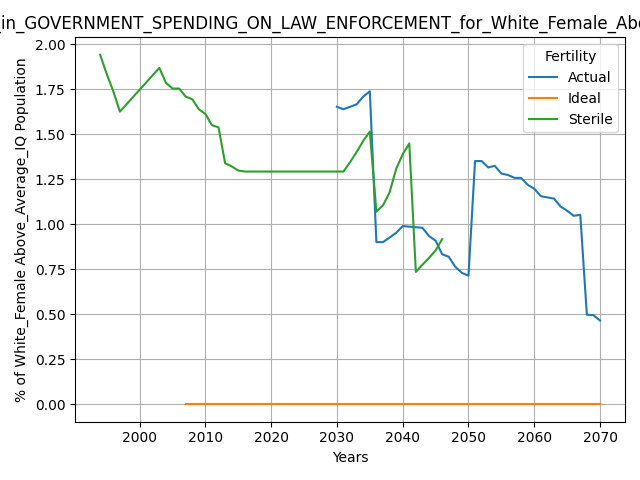 _in_GOVERNMENT_SPENDING_ON_LAW_ENFORCEMENT_for_White_Female_Abo
% of White_Female Above_Average_IQ Population
2.00
1.75
1.50
1.25
1.00
0.75
0.50
0.25
0.00
Fertility
Actual
Ideal
Sterile
2000 2010 2020 2030 2040 2050 2060 2070
Years